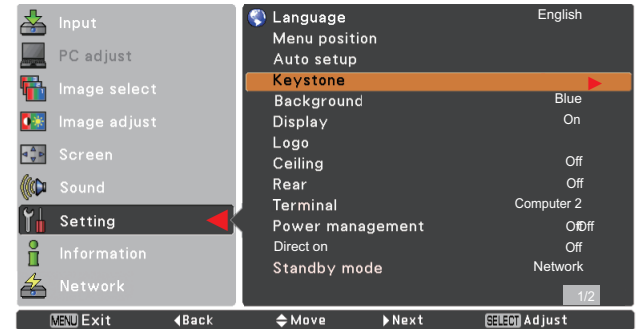 Input
PC adjust
Image select
Image adjust
Screen
Sound
Setting
Information
Network
Language English
Menu position
Auto setup
Keystone
Background Blue
Display On
Logo
Ceiling Off
Rear Off
Terminal Computer 2
Power management Off
Direct on Off
Standby mode Network
1/2
MENU Exit Back Move Next SELECT Adjust